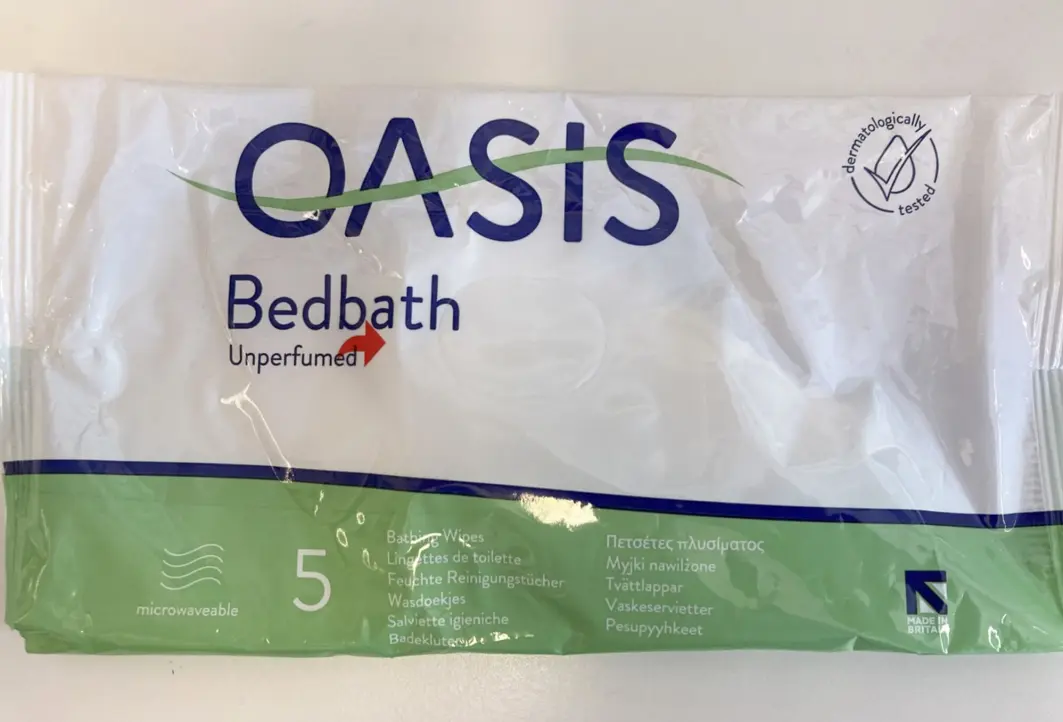 OASIS
dermatologically
tested
Bedbath
Unperfumed
microwaveable
5
Bathing Wipes
Lingettes de toilette
Feuchte Reinigungstücher
Wasdoekjes
Salviette igieniche
Πετσέτες πλυσίματος
Myjki nawilżone
Tvättlappar
Vaskeservietter
Pesupyyhkeet
MADE IN
BRITAIN